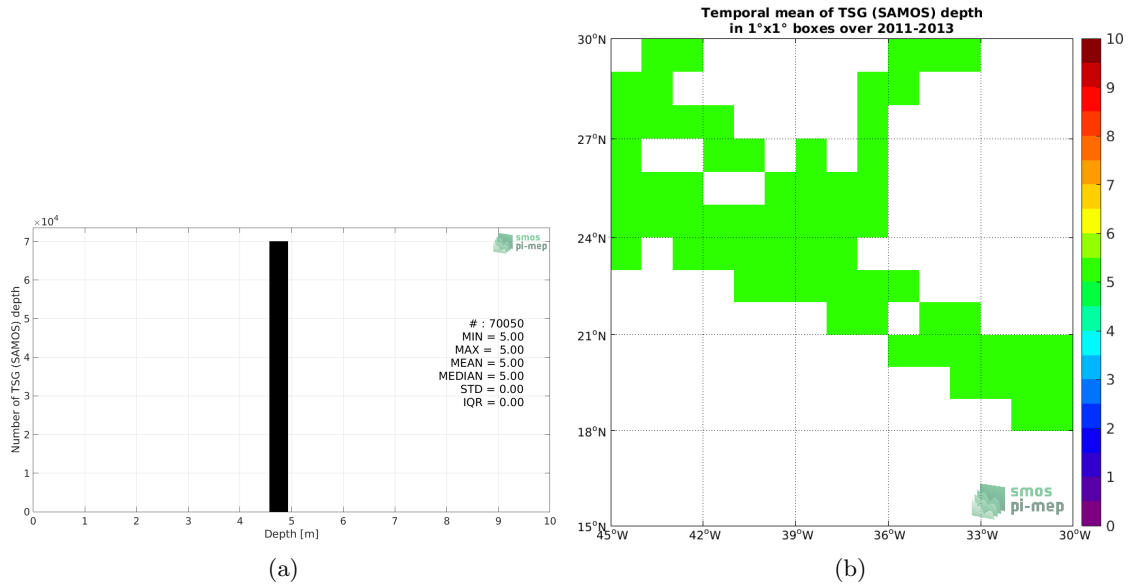 ×10⁴
7
6
5
4
3
2
1
0
Number of TSG (SAMOS) depth
smos
pi-mep
# : 70050
MIN = 5.00
MAX = 5.00
MEAN = 5.00
MEDIAN = 5.00
STD = 0.00
IQR = 0.00
0 1 2 3 4 5 6 7 8 9 10
Depth [m]
(a)
Temporal mean of TSG (SAMOS) depth
in 1°x1° boxes over 2011-2013
30°N
27°N
24°N
21°N
18°N
15°N
45°W 42°W 39°W 36°W 33°W 30°W
smos
pi-mep
10
9
8
7
6
5
4
3
2
1
0
(b)